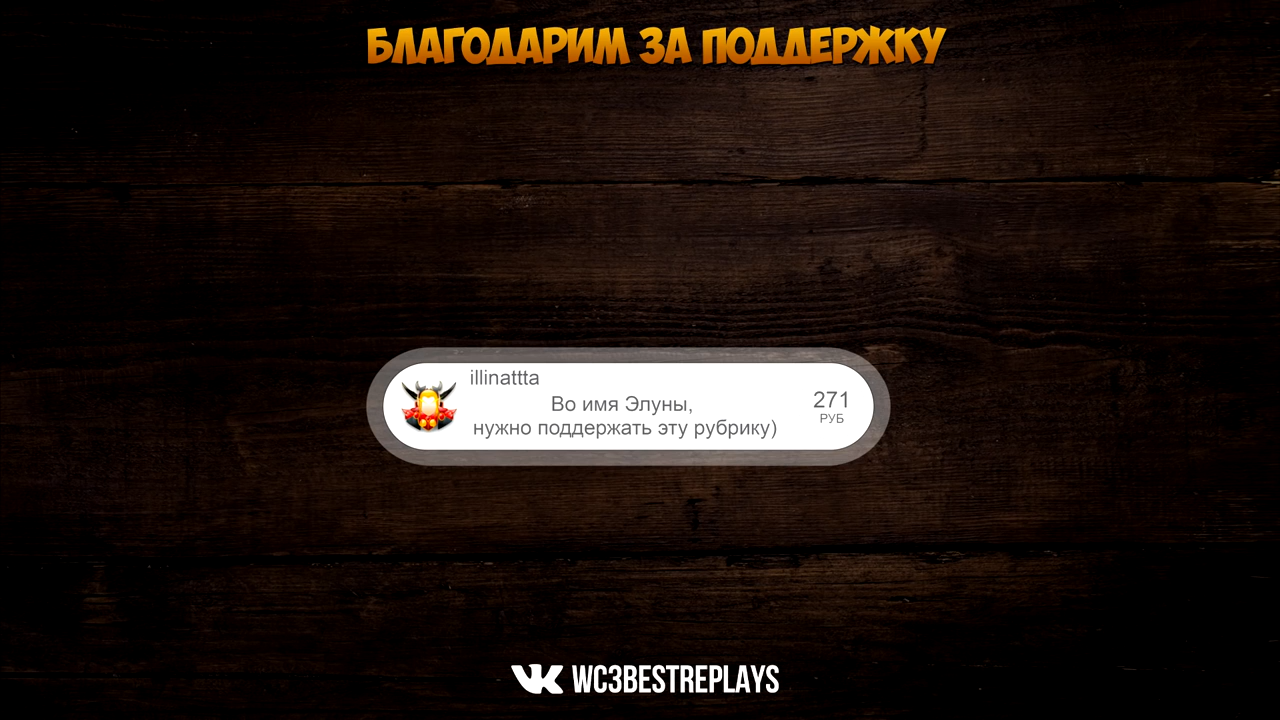 БЛАГОДАРИМ ЗА ПОДДЕРЖКУ
illinattta
Во имя Элуны,
нужно поддержать эту рубрику)
271
РУБ
WC3BESTREPLAYS